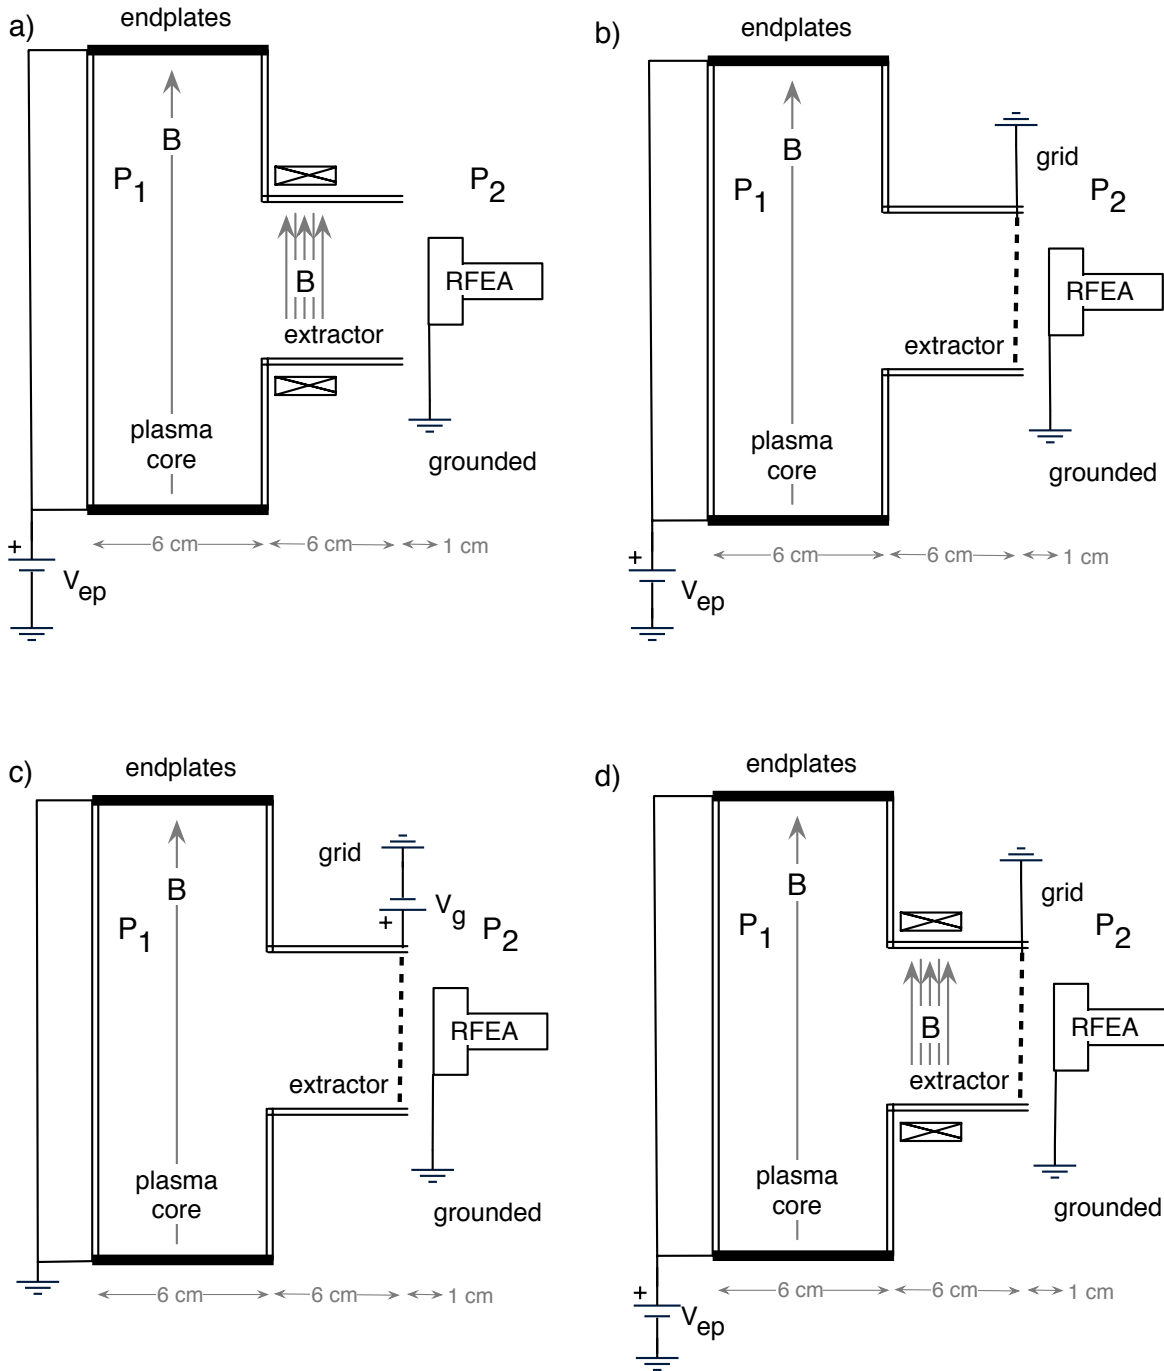 a)
endplates
B
P1
P2
B
RFEA
extractor
plasma
core
grounded
6 cm
6 cm
1 cm
+
Vep
b)
endplates
B
grid
P1
P2
RFEA
extractor
plasma
core
grounded
6 cm
6 cm
1 cm
+
Vep
c)
endplates
grid
B
Vg
+
P1
P2
RFEA
extractor
plasma
core
grounded
6 cm
6 cm
1 cm
d)
endplates
B
grid
P1
P2
B
RFEA
extractor
plasma
core
grounded
6 cm
6 cm
1 cm
+
Vep